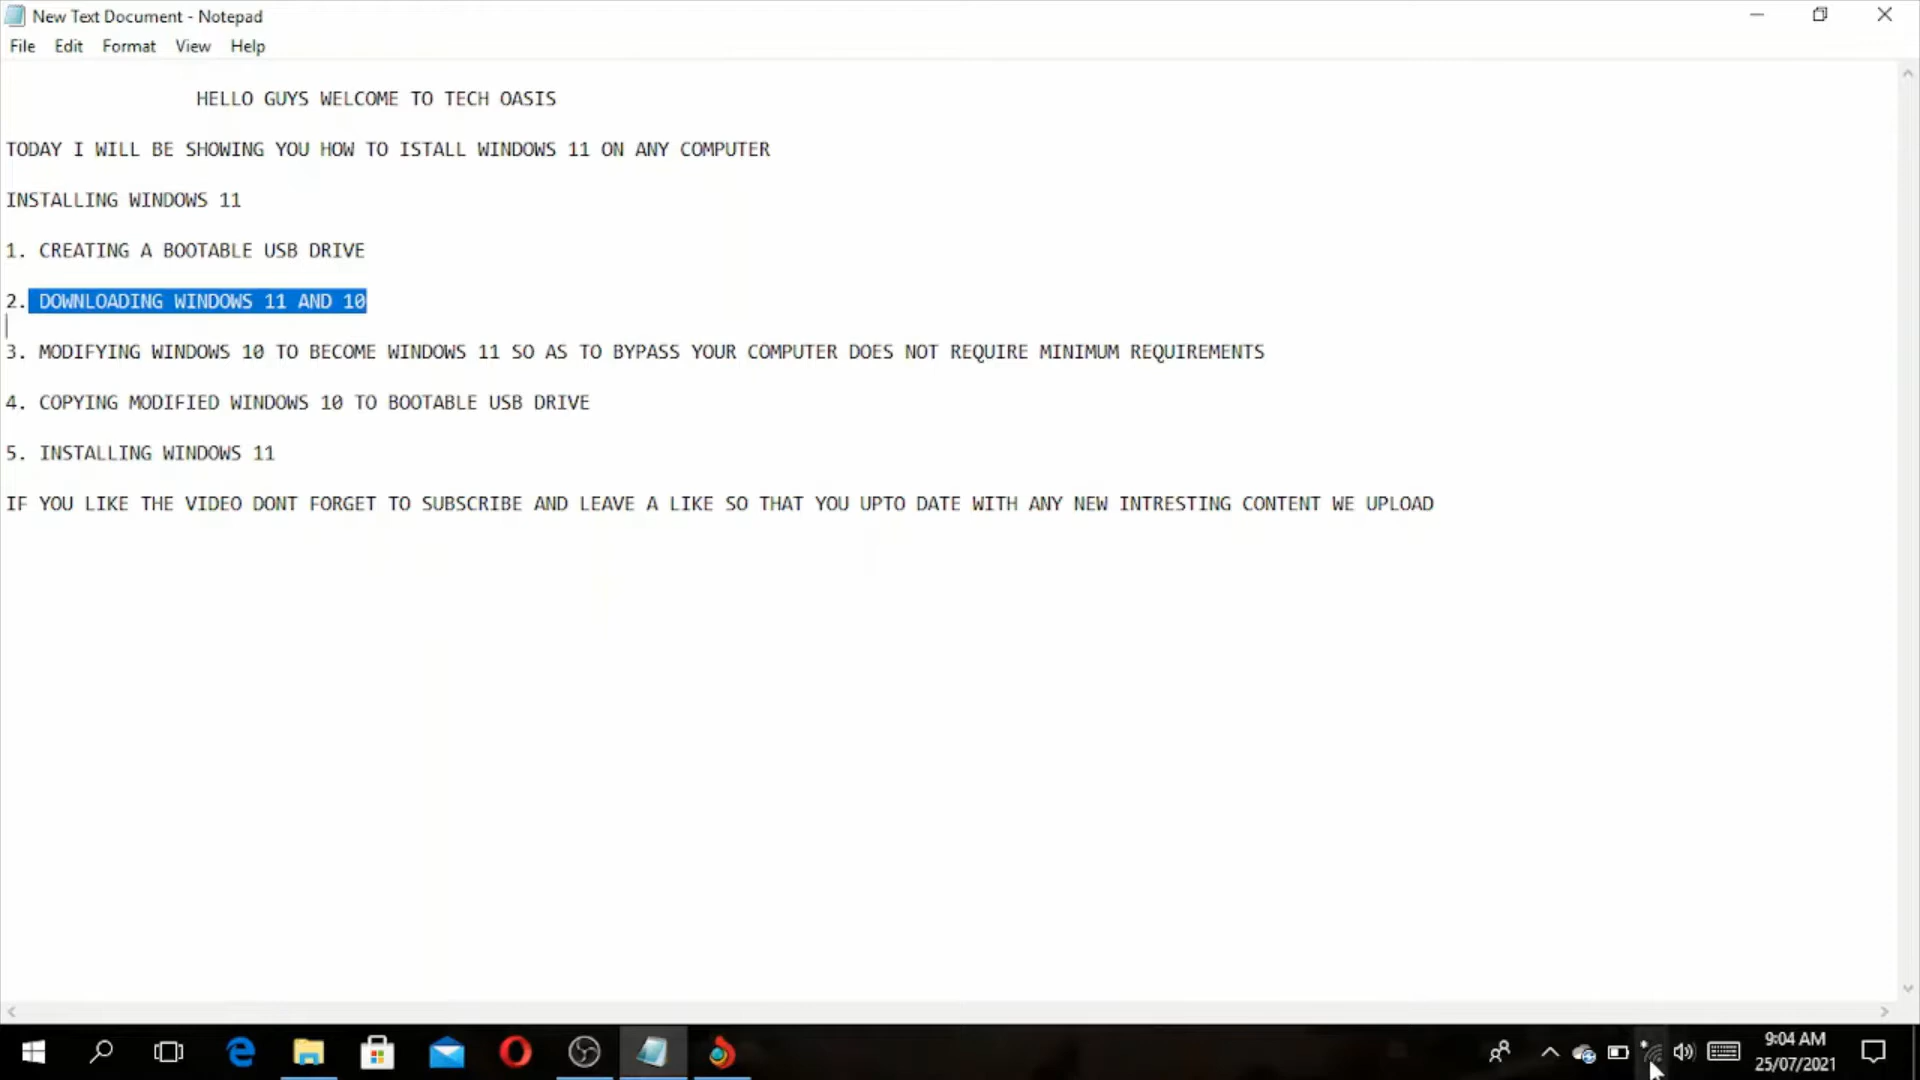 New Text Document - Notepad
File Edit Format View Help
HELLO GUYS WELCOME TO TECH OASIS
TODAY I WILL BE SHOWING YOU HOW TO ISTALL WINDOWS 11 ON ANY COMPUTER
INSTALLING WINDOWS 11
1. CREATING A BOOTABLE USB DRIVE
2. DOWNLOADING WINDOWS 11 AND 10
3. MODIFYING WINDOWS 10 TO BECOME WINDOWS 11 SO AS TO BYPASS YOUR COMPUTER DOES NOT REQUIRE MINIMUM REQUIREMENTS
4. COPYING MODIFIED WINDOWS 10 TO BOOTABLE USB DRIVE
5. INSTALLING WINDOWS 11
IF YOU LIKE THE VIDEO DONT FORGET TO SUBSCRIBE AND LEAVE A LIKE SO THAT YOU UPTO DATE WITH ANY NEW INTRESTING CONTENT WE UPLOAD
9:04 AM
25/07/2021